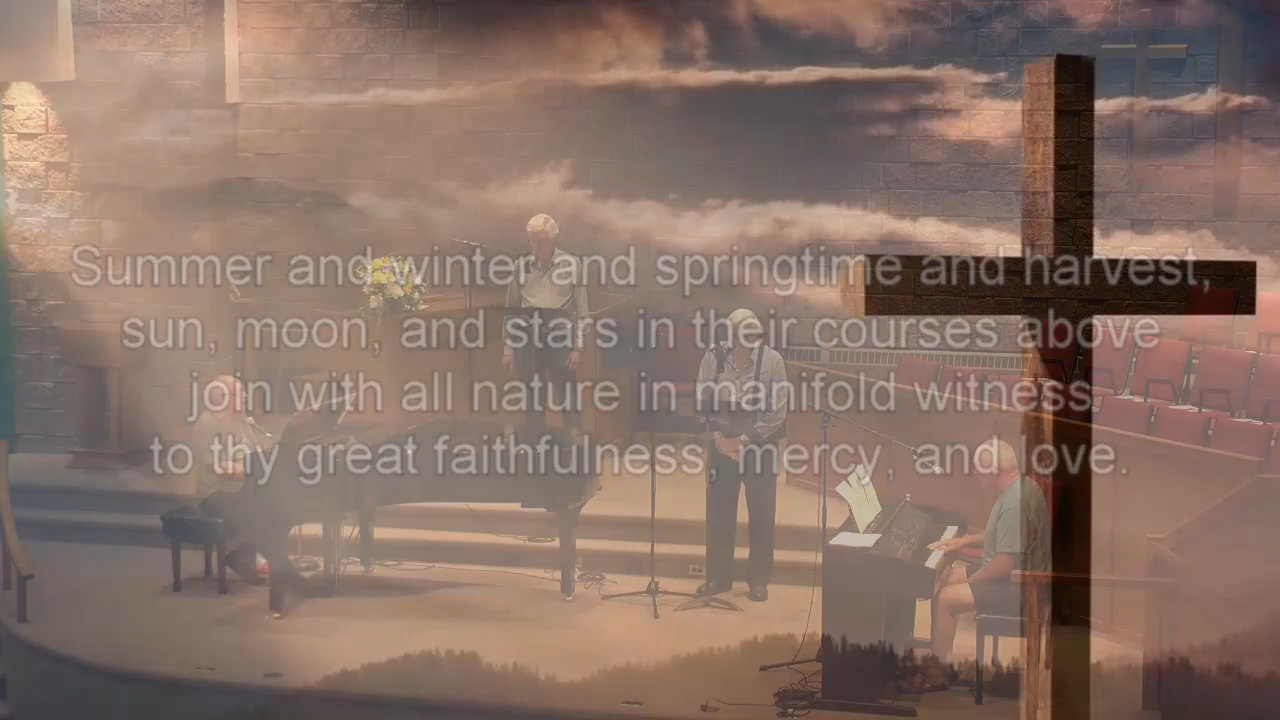 Summer and winter and springtime and harvest,
sun, moon, and stars in their courses above
join with all nature in manifold witness
to thy great faithfulness, mercy, and love.